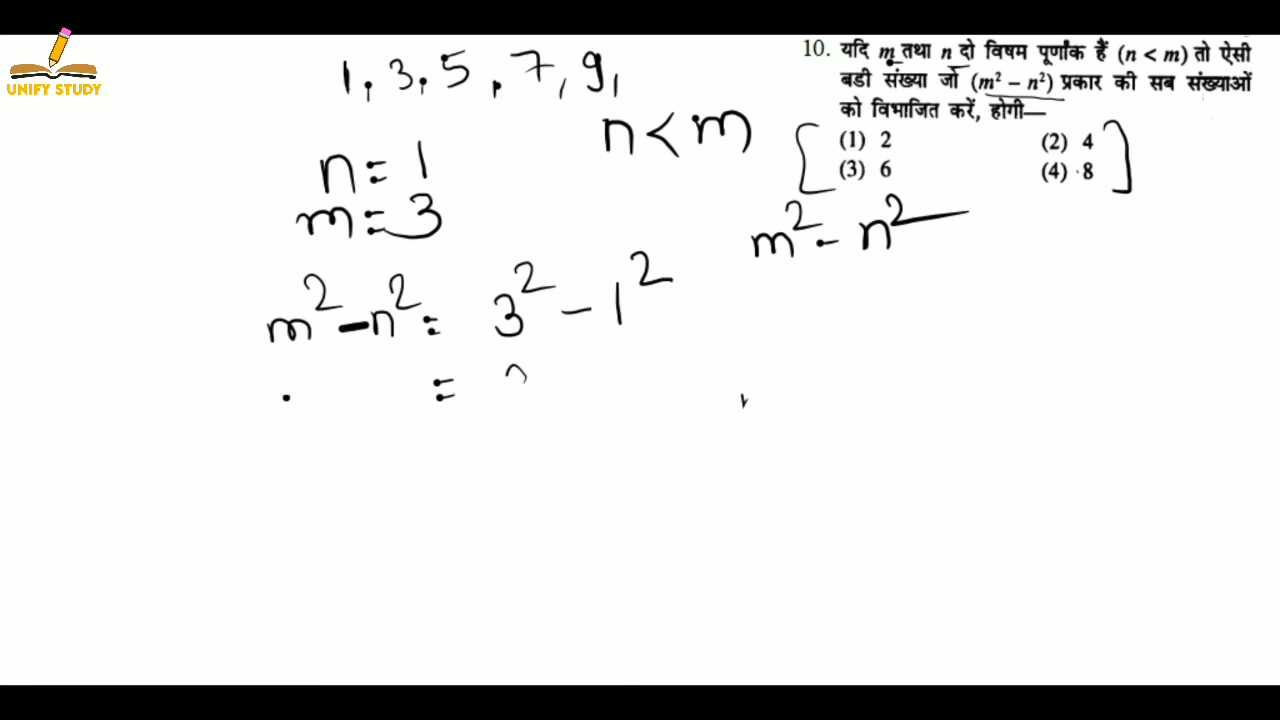 UNIFY STUDY
1, 3, 5, 7, 9,
n < m
n = 1
m = 3
m² - n² = 3² - 1²
=
10. यदि m तथा n दो विषम पूर्णांक हैं (n < m) तो ऐसी
बडी संख्या जो (m² – n²) प्रकार की सब संख्याओं
को विभाजित करें, होगी—
(1) 2 (2) 4
(3) 6 (4) 8
m² - n²